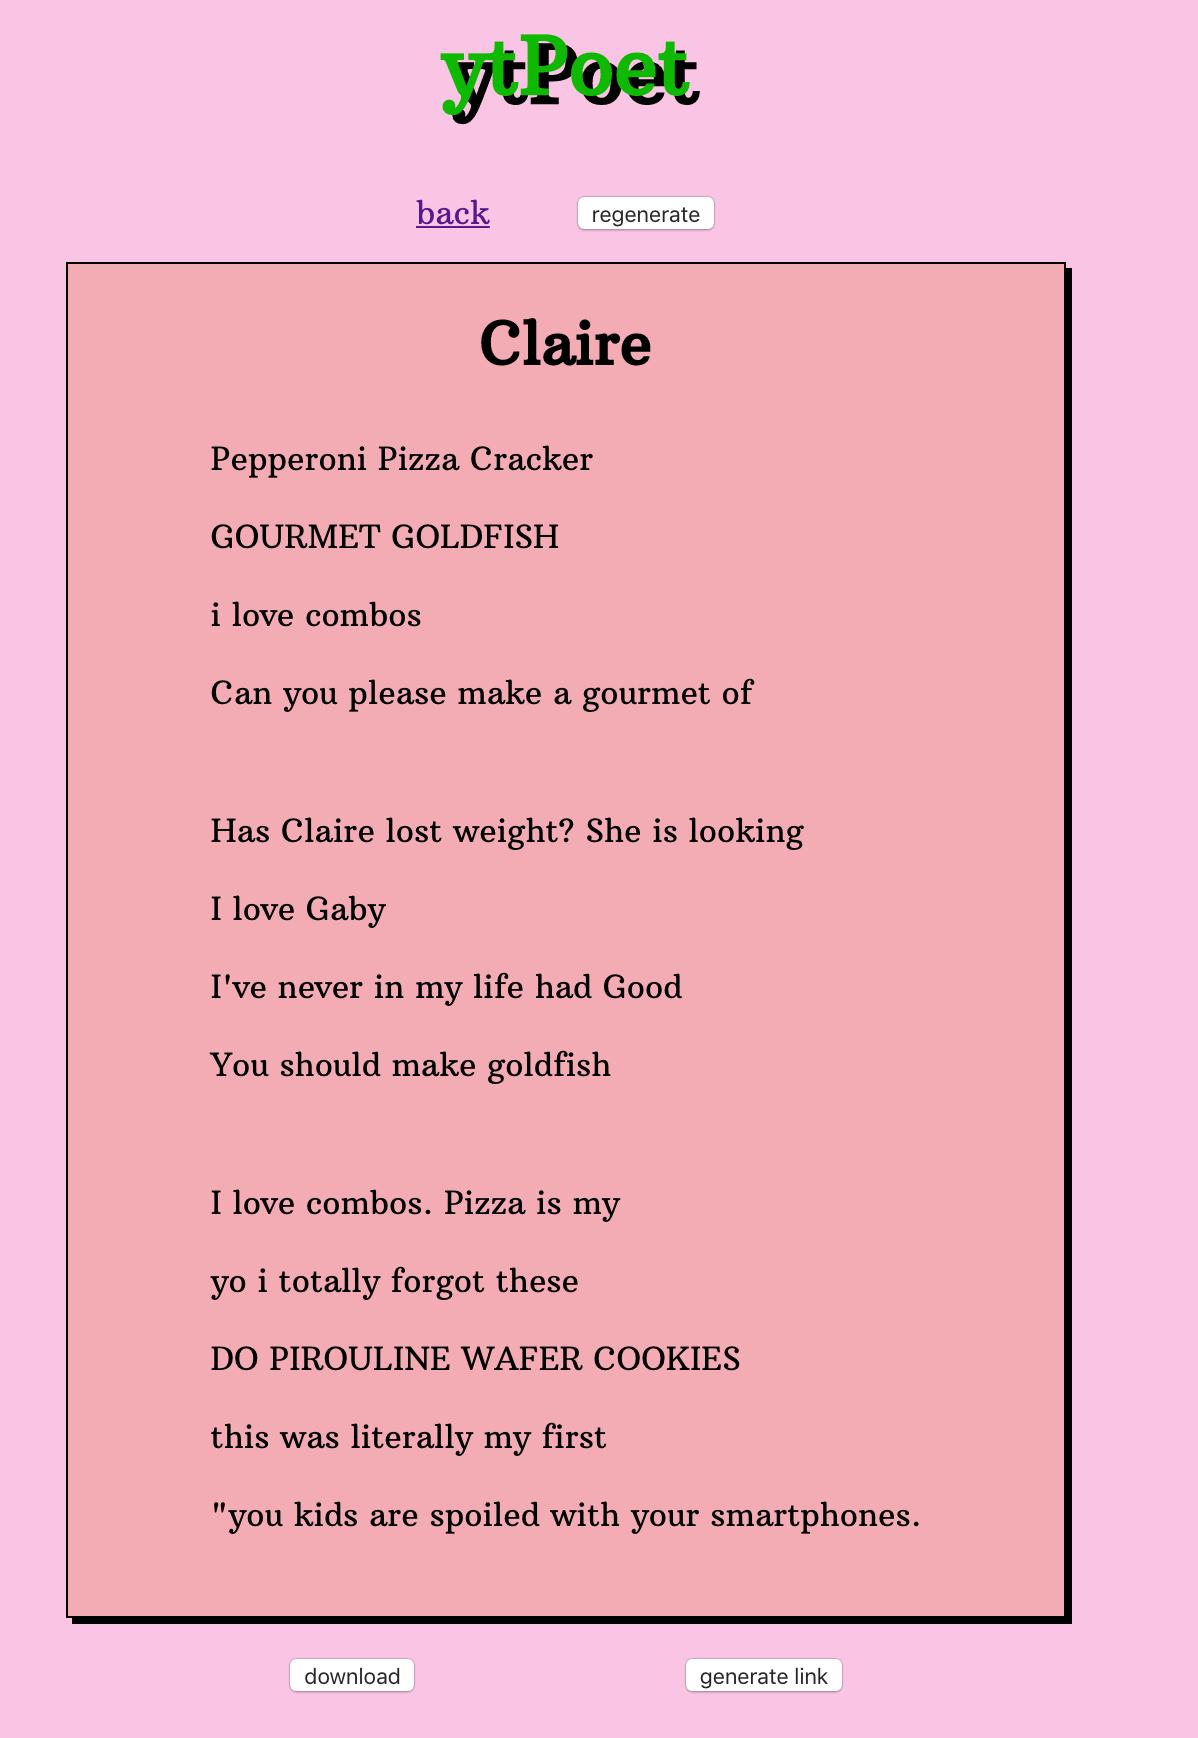 ytPoet
back
regenerate
Claire
Pepperoni Pizza Cracker
GOURMET GOLDFISH
i love combos
Can you please make a gourmet of
Has Claire lost weight? She is looking
I love Gaby
I've never in my life had Good
You should make goldfish
I love combos. Pizza is my
yo i totally forgot these
DO PIROULINE WAFER COOKIES
this was literally my first
"you kids are spoiled with your smartphones.
download
generate link